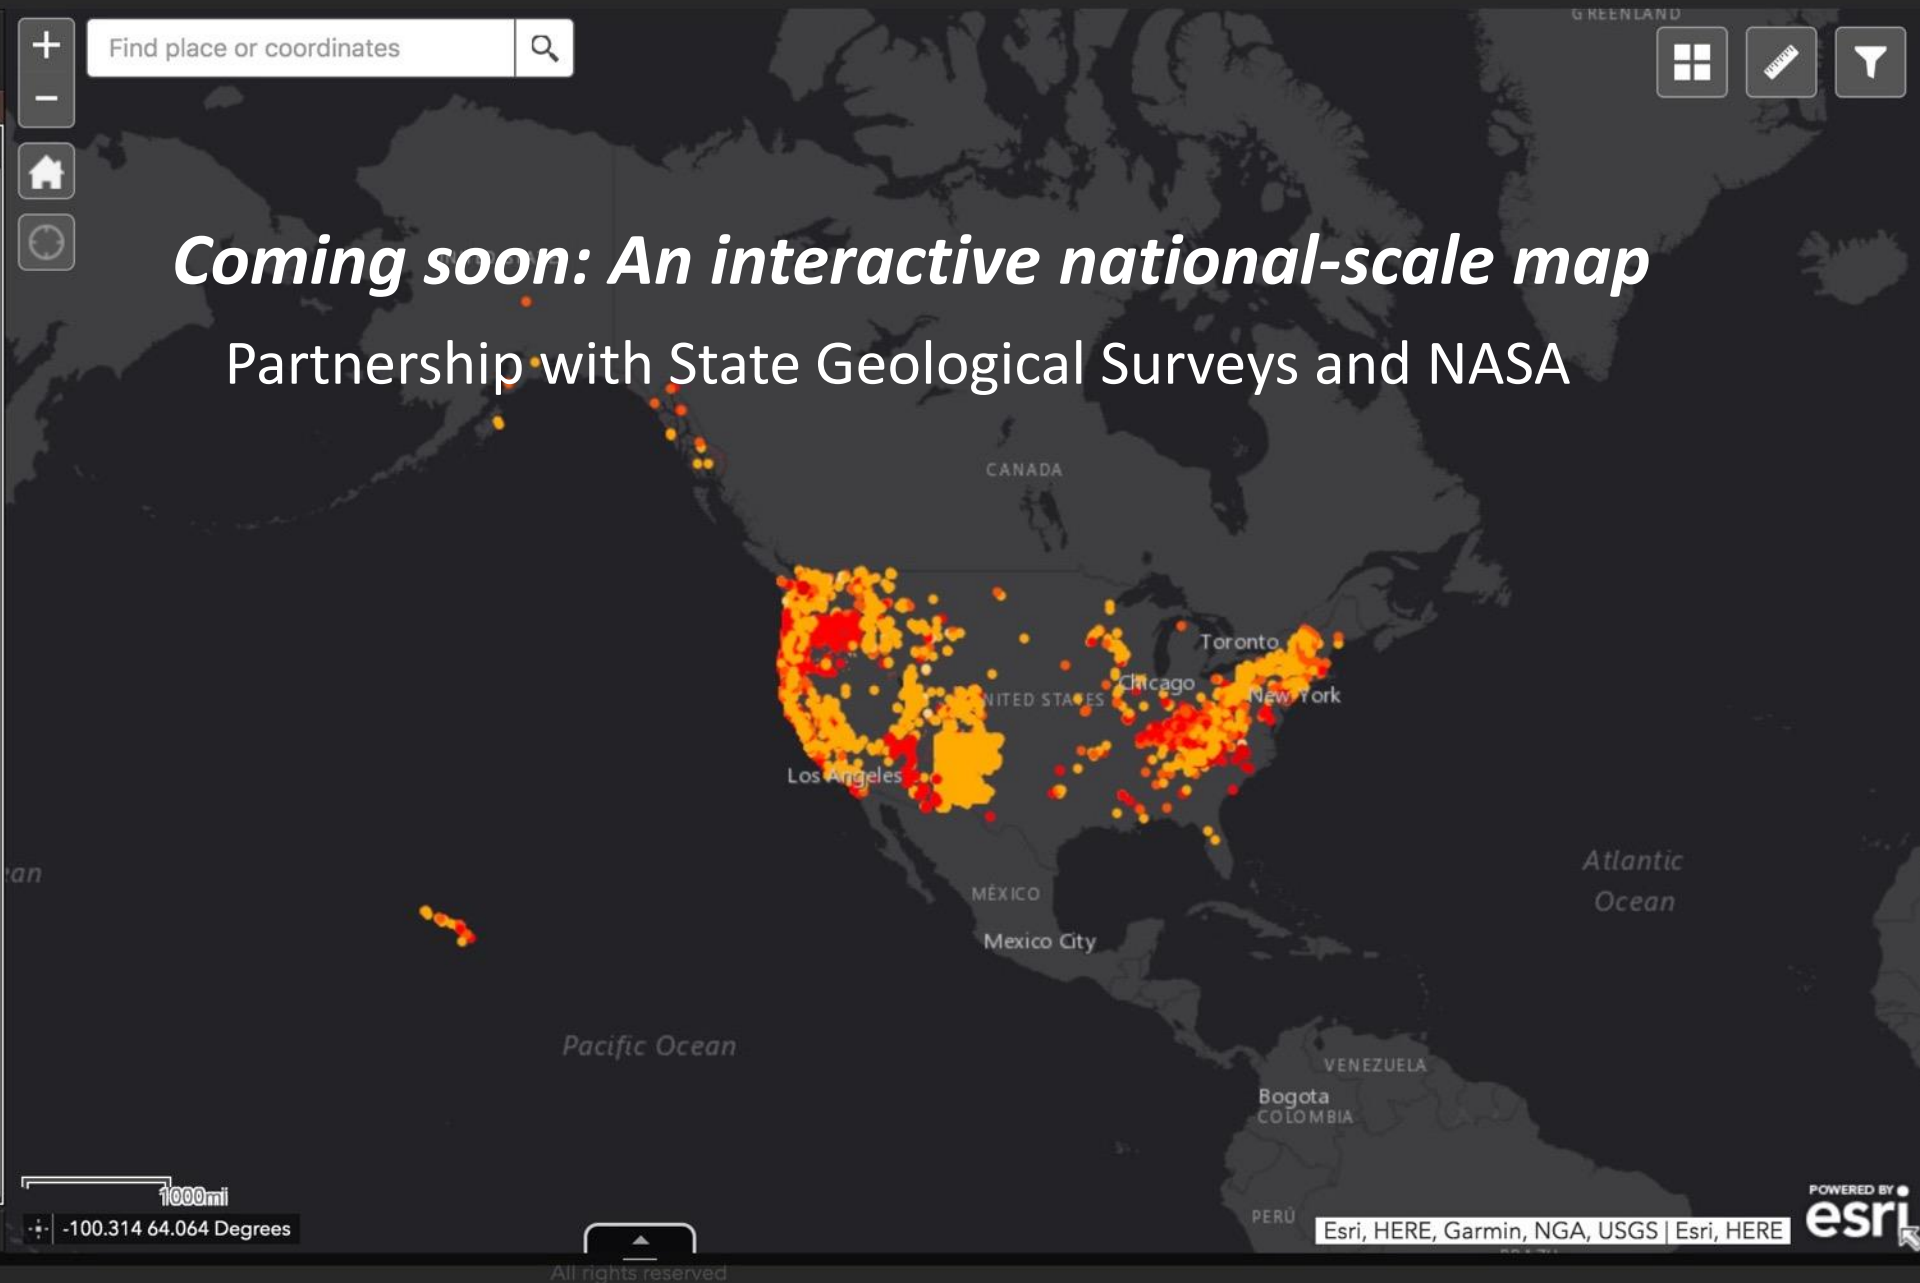 GREENLAND
Find place or coordinates
Coming soon: An interactive national-scale map
Partnership with State Geological Surveys and NASA
CANADA
Toronto
Chicago
New York
NITED STATES
Los Angeles
Atlantic
Ocean
ean
MÉXICO
Mexico City
Pacific Ocean
VENEZUELA
Bogota
COLOMBIA
1000mi
POWERED BY
esri
PERÚ
-100.314 64.064 Degrees
Esri, HERE, Garmin, NGA, USGS | Esri, HERE
All rights reserved